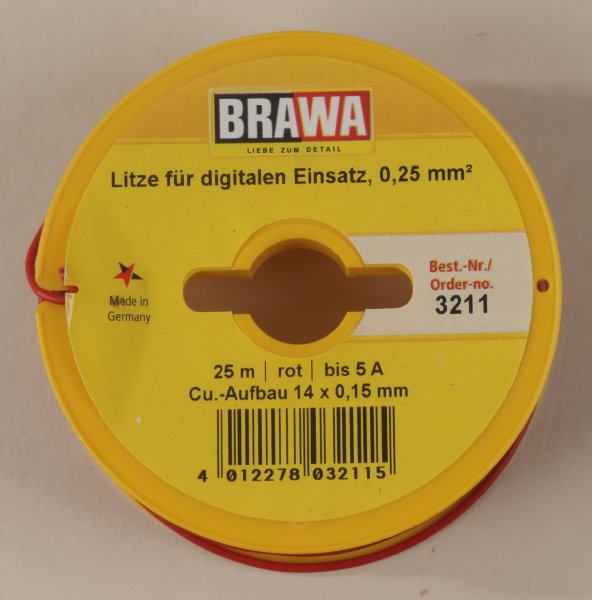 BRAWA
LIEBE ZUM DETAIL
Litze für digitalen Einsatz, 0,25 mm²
Made in
Germany
Best.-Nr./
Order-no.
3211
25 m | rot | bis 5 A
Cu.-Aufbau 14 x 0,15 mm
4 012278 032115